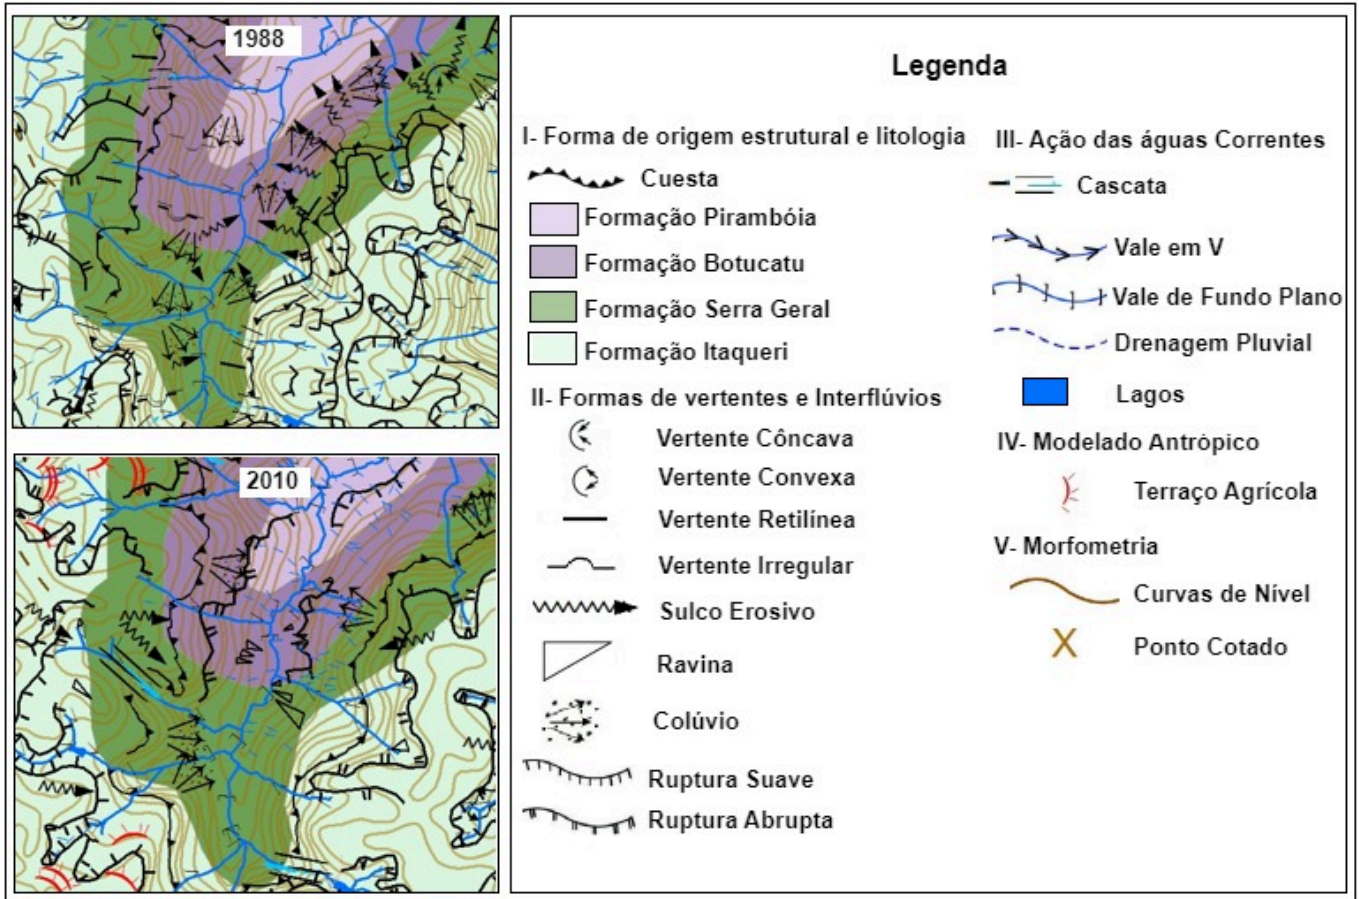 1988
2010
Legenda
I- Forma de origem estrutural e litologia
Cuesta
Formação Pirambóia
Formação Botucatu
Formação Serra Geral
Formação Itaqueri
II- Formas de vertentes e Interflúvios
Vertente Côncava
Vertente Convexa
Vertente Retilínea
Vertente Irregular
Sulco Erosivo
Ravina
Colúvio
Ruptura Suave
Ruptura Abrupta
III- Ação das águas Correntes
Cascata
Vale em V
Vale de Fundo Plano
Drenagem Pluvial
Lagos
IV- Modelado Antrópico
Terraço Agrícola
V- Morfometria
Curvas de Nível
Ponto Cotado